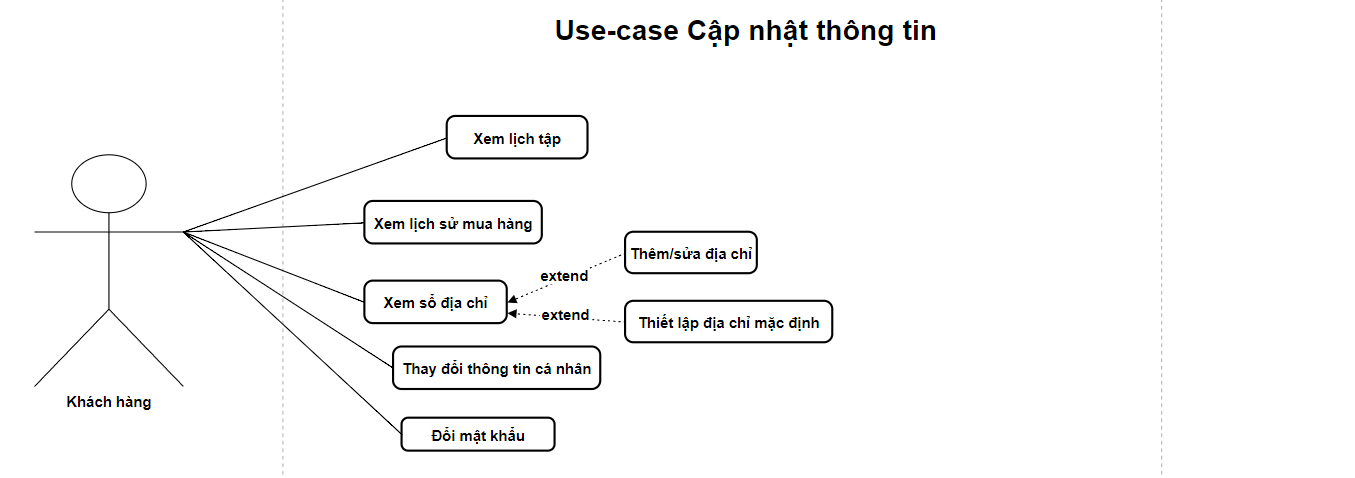 Use-case Cập nhật thông tin
Xem lịch tập
Xem lịch sử mua hàng
Thêm/sửa địa chỉ
extend
Xem sổ địa chỉ
extend
Thiết lập địa chỉ mặc định
Thay đổi thông tin cá nhân
Khách hàng
Đổi mật khẩu